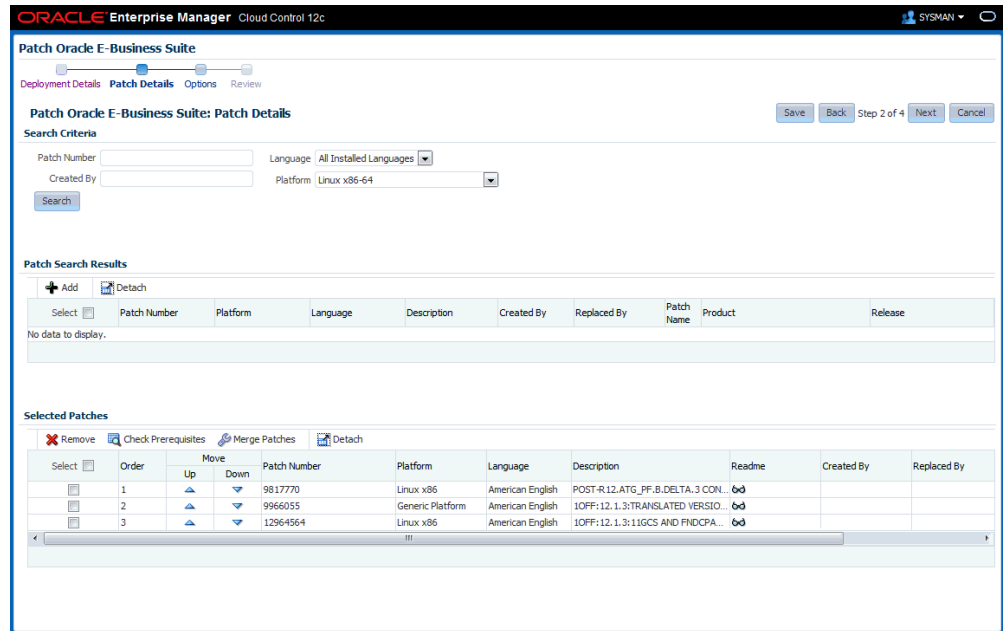 ORACLE Enterprise Manager Cloud Control 12c
SYSMAN
Patch Oracle E-Business Suite
Deployment Details Patch Details Options Review
Patch Oracle E-Business Suite: Patch Details
Save Back Step 2 of 4 Next Cancel
Search Criteria
Patch Number Language All Installed Languages
Created By Platform Linux x86-64
Search
Patch Search Results
Add Detach
Select Patch Number Platform Language Description Created By Replaced By Patch Name Product Release
No data to display.
Selected Patches
Remove Check Prerequisites Merge Patches Detach
Select Order Move Up Down Patch Number Platform Language Description Readme Created By Replaced By
1 9817770 Linux x86 American English POST-R12.ATG_PF.B.DELTA.3 CON...
2 9966055 Generic Platform American English 1OFF:12.1.3:TRANSLATED VERSIO...
3 12964564 Linux x86 American English 1OFF:12.1.3:11GCS AND FNDCPA...